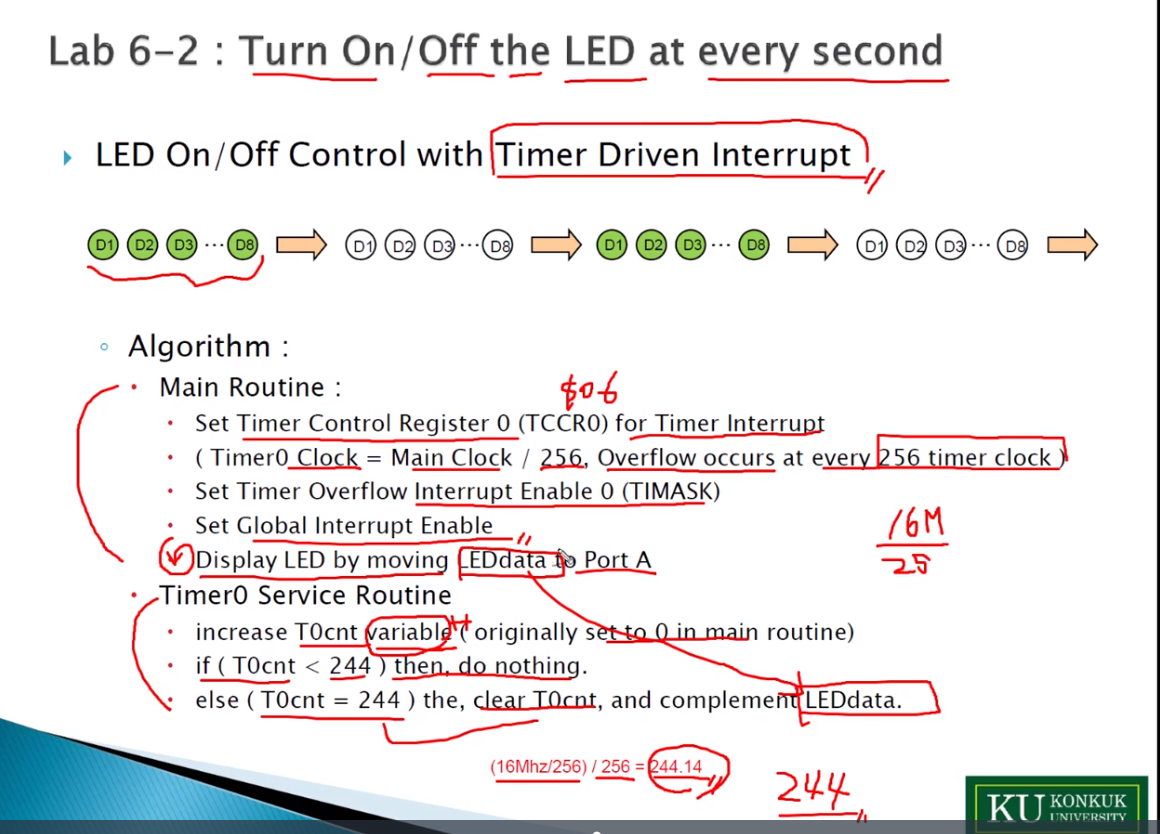 Lab 6-2 : Turn On/Off the LED at every second
LED On/Off Control with Timer Driven Interrupt
D1 D2 D3 ··· D8 D1 D2 D3 ··· D8 D1 D2 D3 ··· D8 D1 D2 D3 ··· D8
Algorithm :
Main Routine :
$06
Set Timer Control Register 0 (TCCR0) for Timer Interrupt
( Timer0 Clock = Main Clock / 256, Overflow occurs at every 256 timer clock )
Set Timer Overflow Interrupt Enable 0 (TIMASK)
Set Global Interrupt Enable
16M
25
Display LED by moving LEDdata to Port A
Timer0 Service Routine
increase T0cnt variable ( originally set to 0 in main routine)
if ( T0cnt < 244 ) then, do nothing.
else ( T0cnt = 244 ) the, clear T0cnt, and complement LEDdata.
(16Mhz/256) / 256 = 244.14
244
KU KONKUK
UNIVERSITY